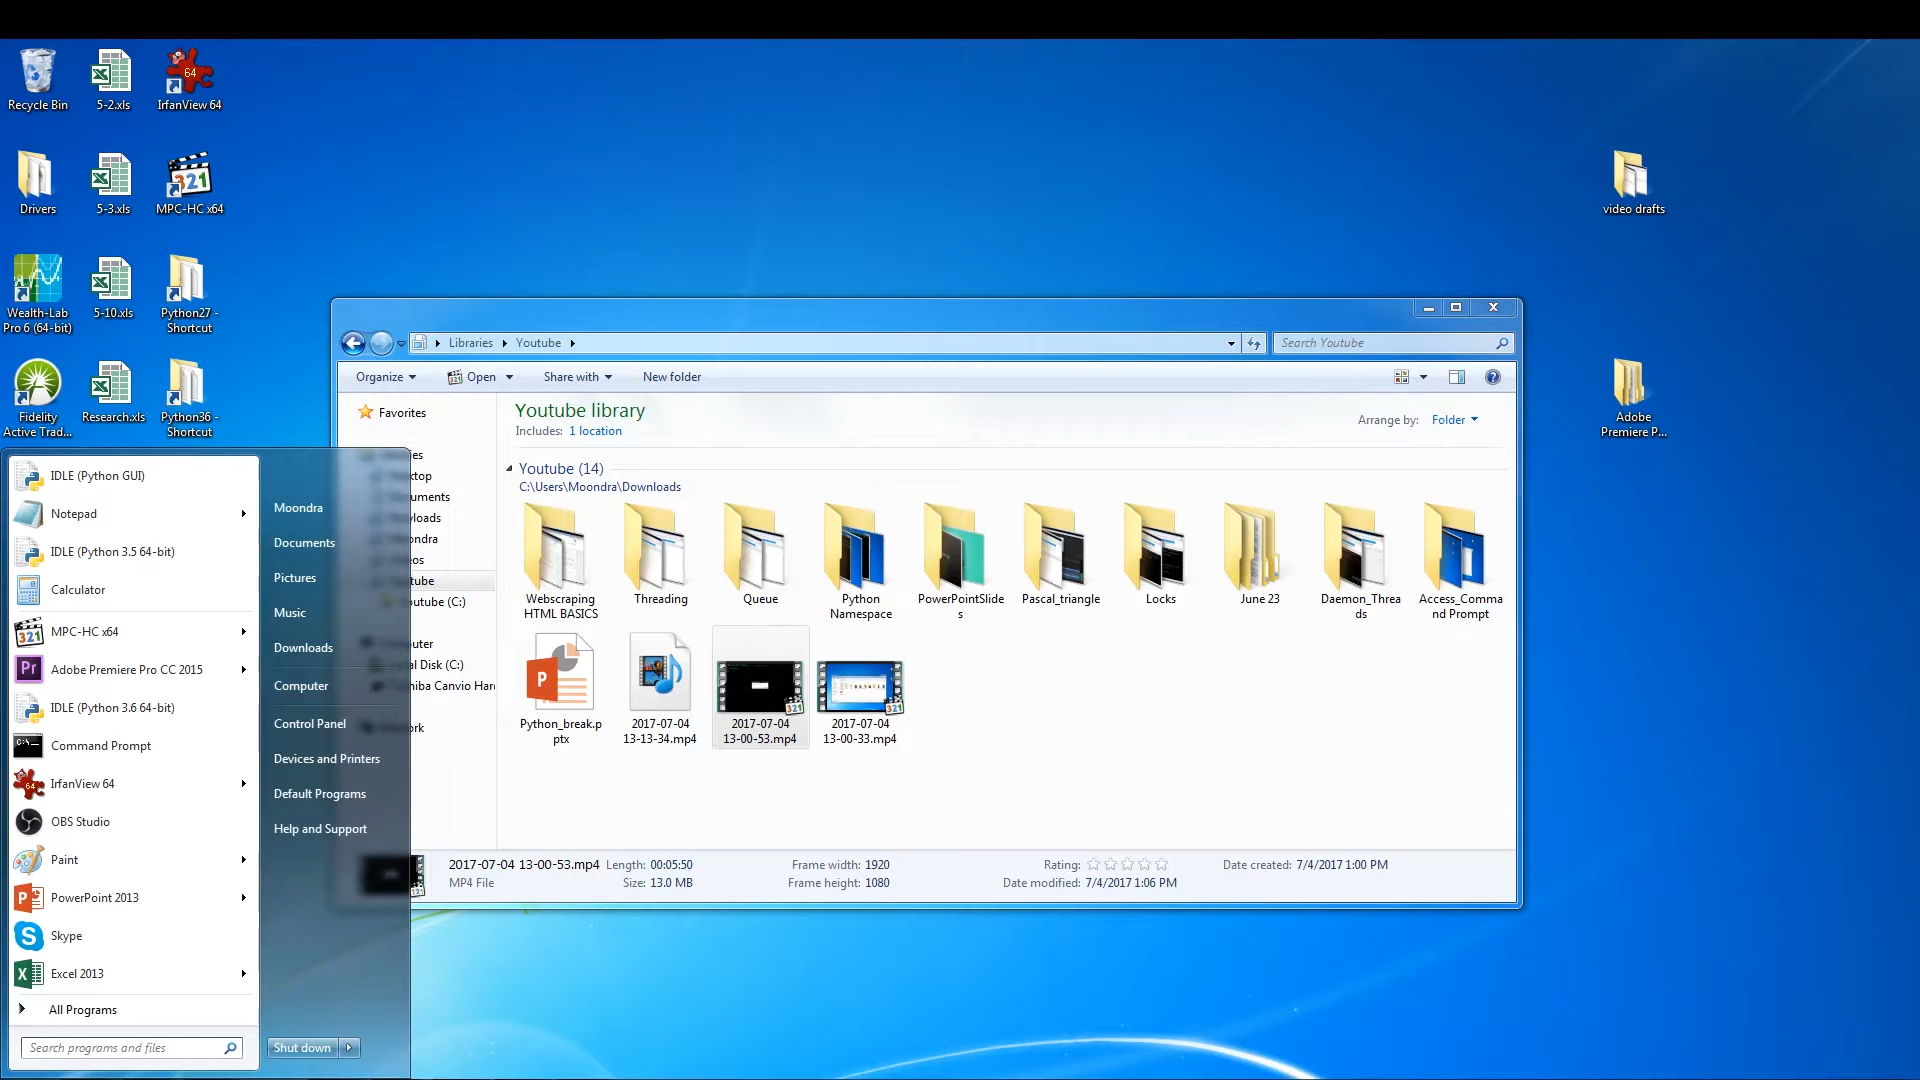 Recycle Bin
5-2.xls
64
IrfanView 64
Drivers
5-3.xls
321
MPC-HC x64
video drafts
Wealth-Lab
Pro 6 (64-bit)
5-10.xls
Python27 -
Shortcut
Fidelity
Active Trad...
Research.xls
Python36 -
Shortcut
Adobe
Premiere P...
Libraries
Youtube
Search Youtube
Organize
Open
Share with
New folder
Favorites
Youtube library
Includes: 1 location
Arrange by: Folder
Youtube (14)
C:\Users\Moondra\Downloads
Webscraping
HTML BASICS
Threading
Queue
Python
Namespace
PowerPointSlide
s
Pascal_triangle
Locks
June 23
Daemon_Threa
ds
Access_Comma
nd Prompt
Python_break.p
ptx
2017-07-04
13-13-34.mp4
2017-07-04
13-00-53.mp4
2017-07-04
13-00-33.mp4
2017-07-04 13-00-53.mp4
MP4 File
Length: 00:05:50
Size: 13.0 MB
Frame width: 1920
Frame height: 1080
Rating:
Date modified: 7/4/2017 1:06 PM
Date created: 7/4/2017 1:00 PM
IDLE (Python GUI)
Notepad
IDLE (Python 3.5 64-bit)
Calculator
MPC-HC x64
Adobe Premiere Pro CC 2015
IDLE (Python 3.6 64-bit)
Command Prompt
IrfanView 64
OBS Studio
Paint
PowerPoint 2013
Skype
Excel 2013
All Programs
Search programs and files
Moondra
Documents
Pictures
Music
Downloads
Computer
Control Panel
Devices and Printers
Default Programs
Help and Support
Shut down